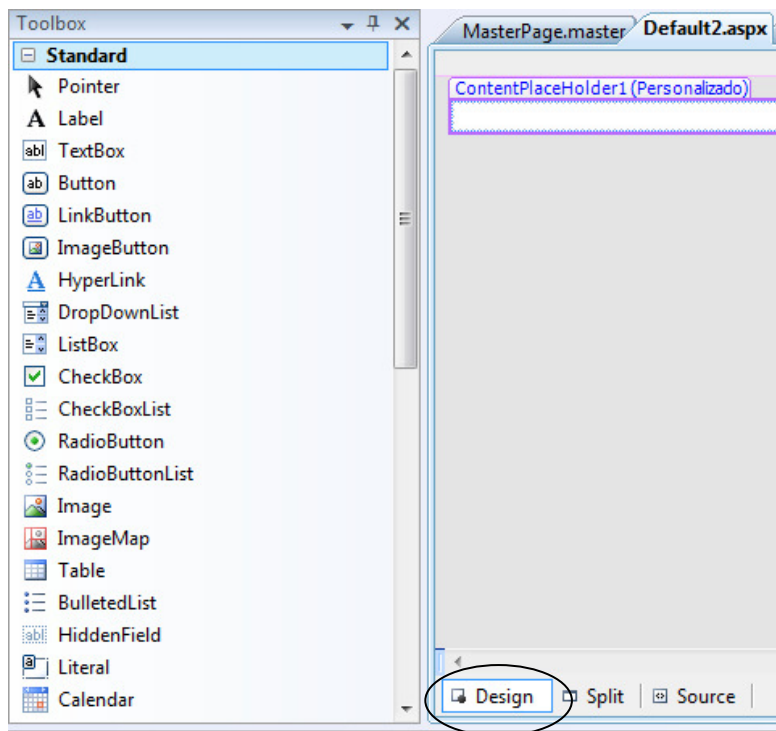 Toolbox
Standard
Pointer
A Label
abl TextBox
ab Button
ab LinkButton
ImageButton
A HyperLink
DropDownList
ListBox
CheckBox
CheckBoxList
RadioButton
RadioButtonList
Image
ImageMap
Table
BulletedList
abl HiddenField
a Literal
Calendar
MasterPage.master Default2.aspx
ContentPlaceHolder1 (Personalizado)
Design Split Source